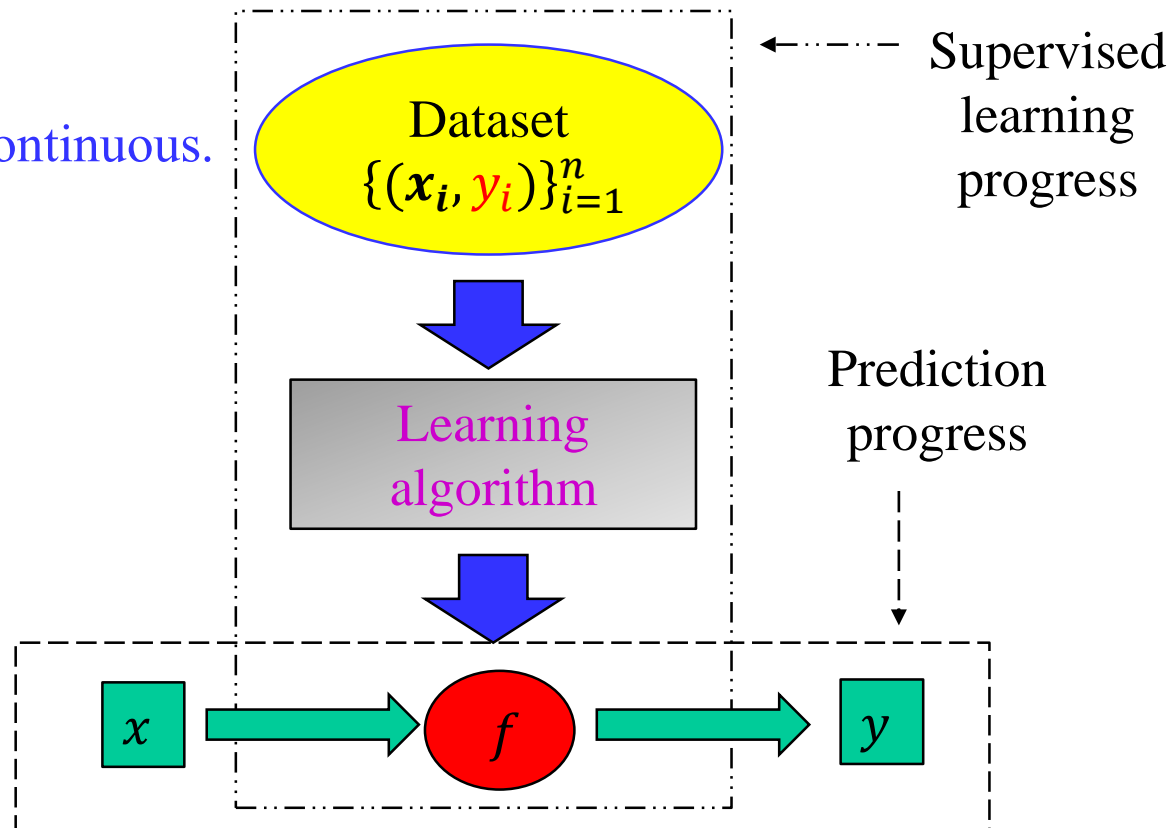 Supervised
learning
progress
ontinuous.
Dataset
{(𝒙ᵢ, yᵢ)}ⁿᵢ₌₁
Learning
algorithm
Prediction
progress
x
f
y